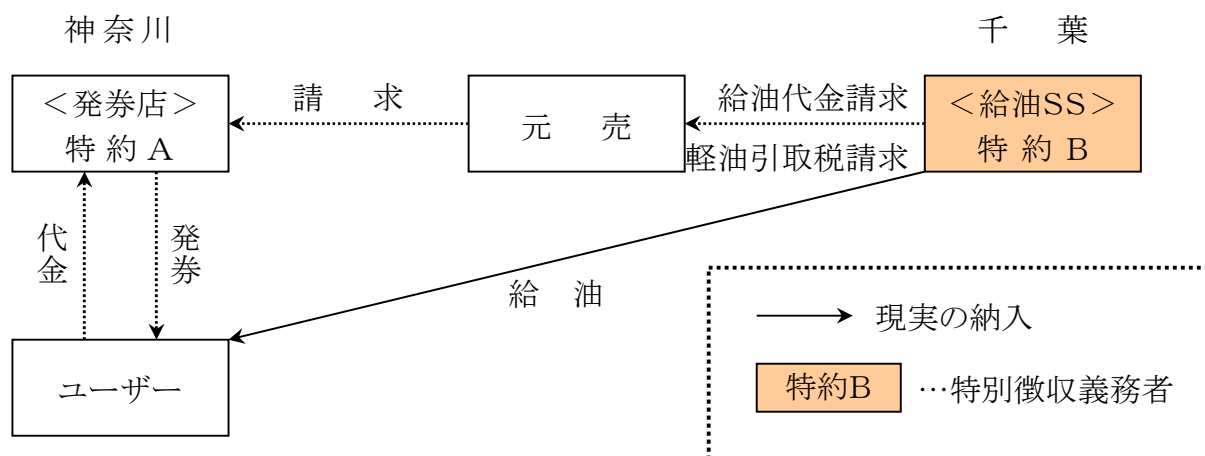 神奈川
千　葉
＜発券店＞
特約A
請　求
元　売
給油代金請求
軽油引取税請求
＜給油SS＞
特約B
代金
発券
給　油
ユーザー
現実の納入
特約B …特別徴収義務者